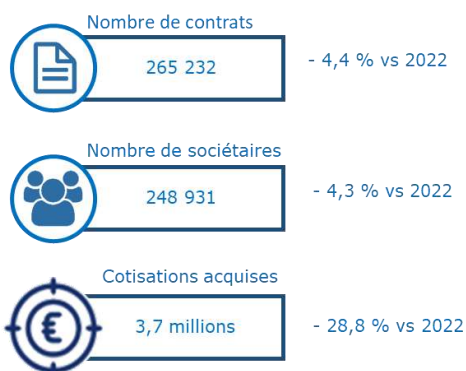 Nombre de contrats
265 232
- 4,4 % vs 2022
Nombre de sociétaires
248 931
- 4,3 % vs 2022
Cotisations acquises
€
3,7 millions
- 28,8 % vs 2022